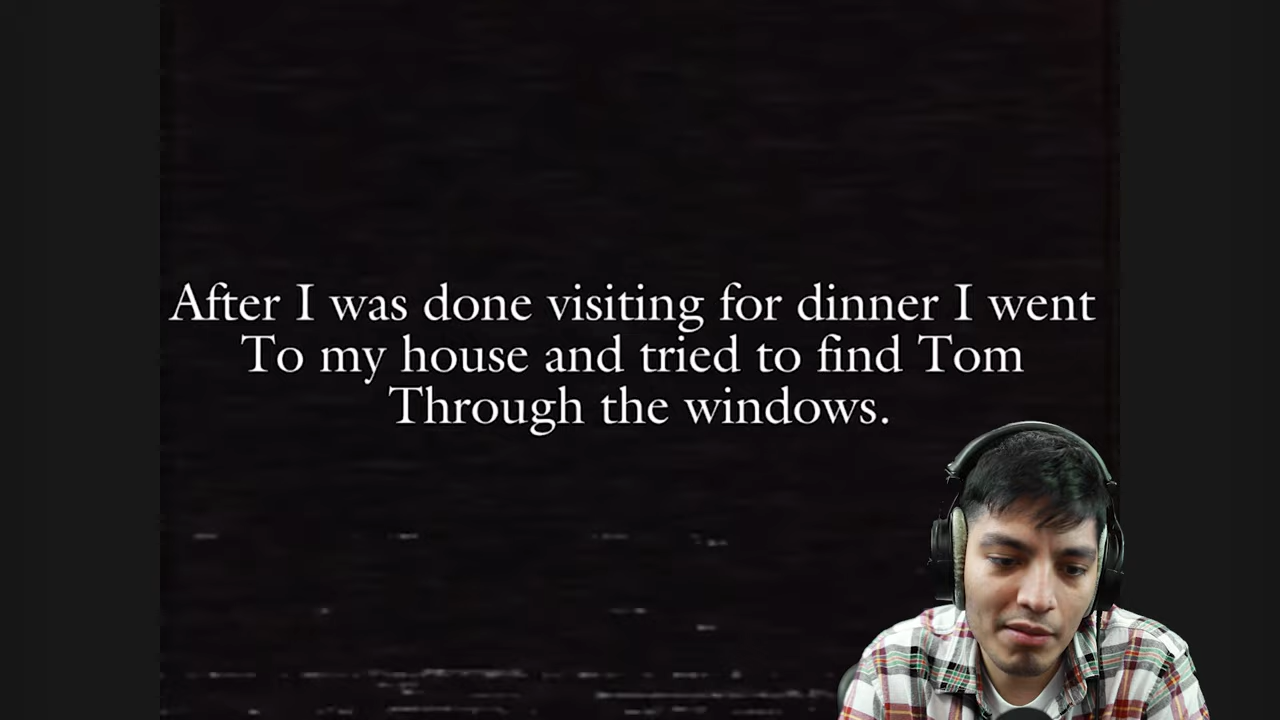 After I was done visiting for dinner I went
To my house and tried to find Tom
Through the windows.